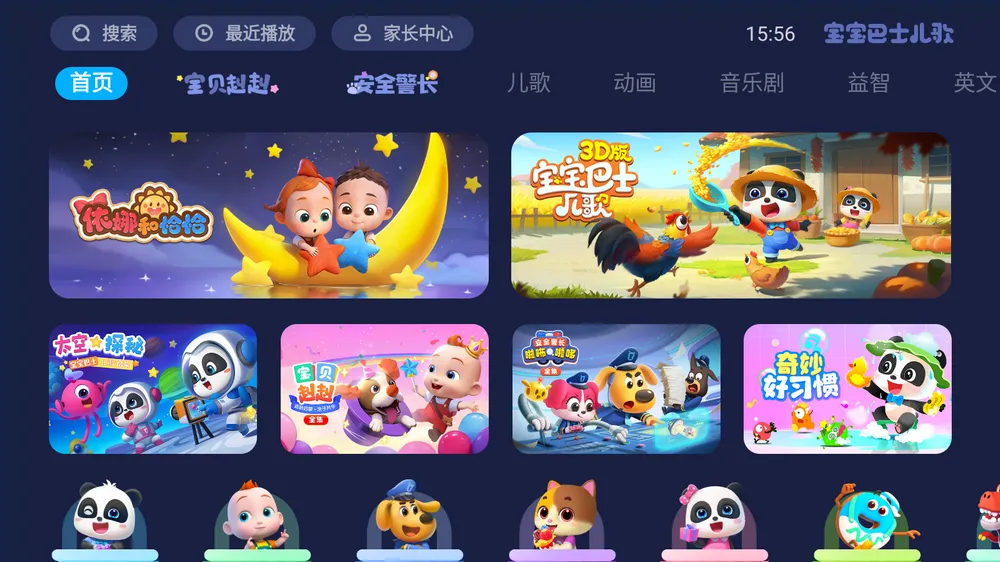 搜索
最近播放
家长中心
15:56
宝宝巴士儿歌
首页
宝贝赳赳
安全警长
儿歌
动画
音乐剧
益智
英文
依娜和恰恰
3D版
宝宝巴士
儿歌
太空探秘
宝贝
赳赳
全集
安全警长
啦咘啦哆
全集
奇妙
好习惯